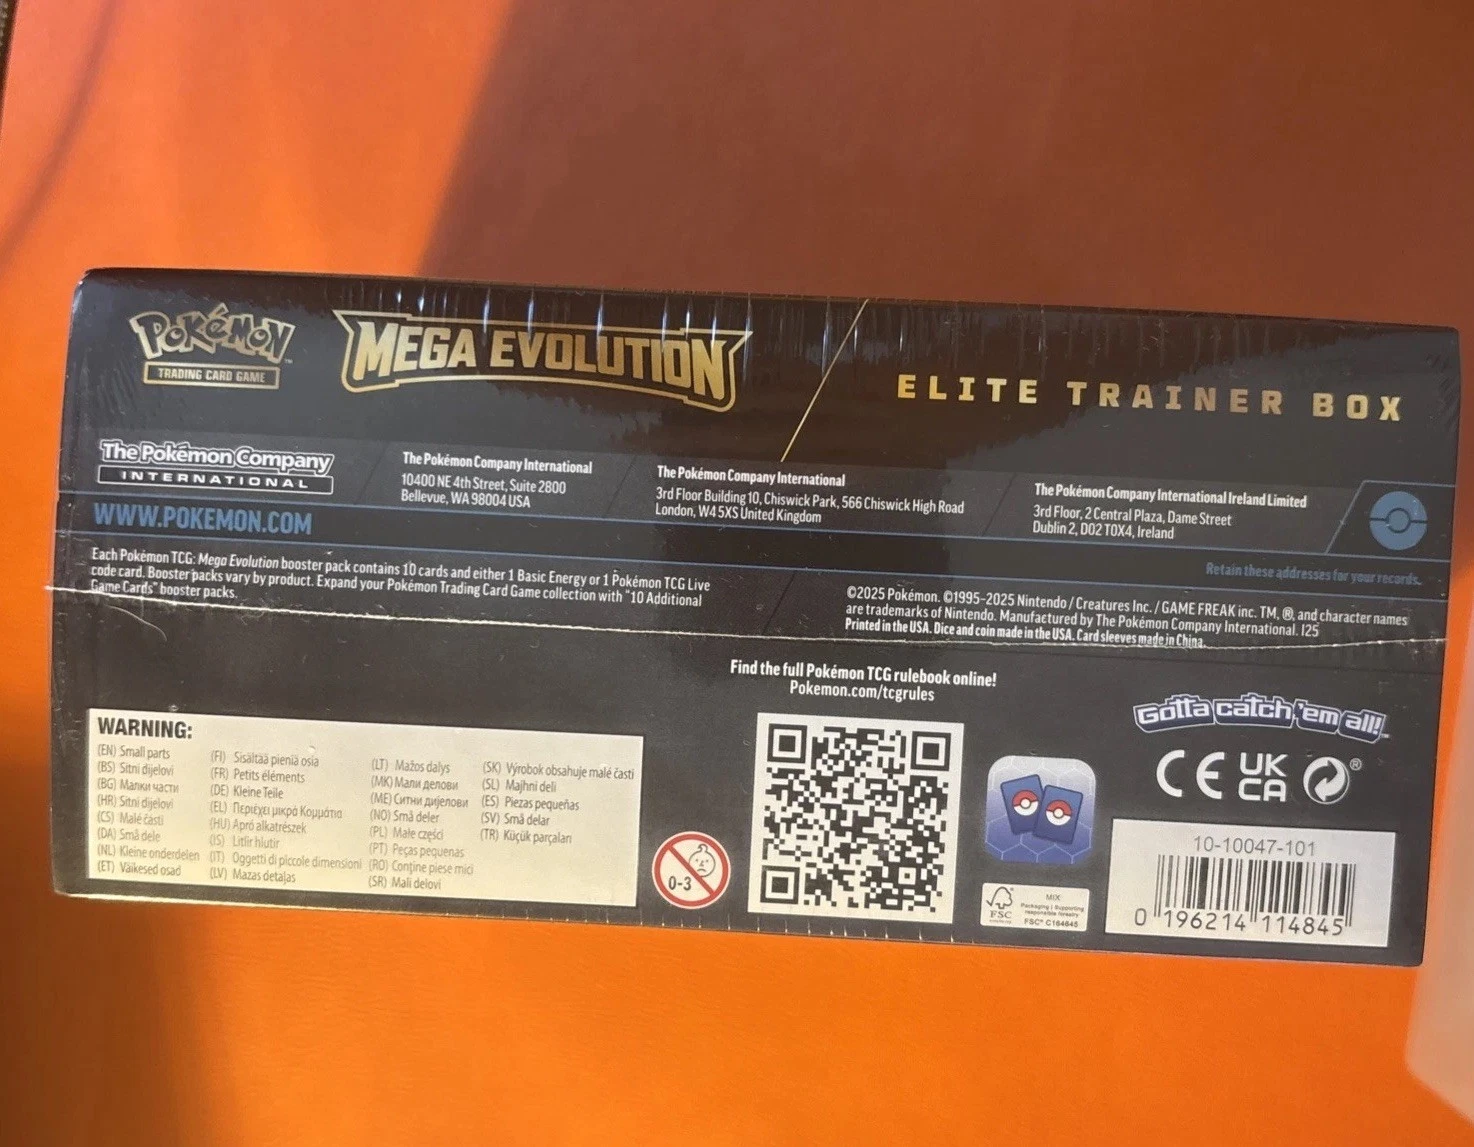 POKéMON™
TRADING CARD GAME
MEGA EVOLUTION
ELITE TRAINER BOX
The Pokémon Company
INTERNATIONAL
The Pokémon Company International
10400 NE 4th Street, Suite 2800
Bellevue, WA 98004 USA
The Pokémon Company International
3rd Floor Building 10, Chiswick Park, 566 Chiswick High Road
London, W4 5XS United Kingdom
The Pokémon Company International Ireland Limited
3rd Floor, 2 Central Plaza, Dame Street
Dublin 2, D02 T0X4, Ireland
WWW.POKEMON.COM
Retain these addresses for your records.
Each Pokémon TCG: Mega Evolution booster pack contains 10 cards and either 1 Basic Energy or 1 Pokémon TCG Live
code card. Booster packs vary by product. Expand your Pokémon Trading Card Game collection with "10 Additional
Game Cards" booster packs.
©2025 Pokémon. ©1995–2025 Nintendo / Creatures Inc. / GAME FREAK inc. TM, ®, and character names
are trademarks of Nintendo. Manufactured by The Pokémon Company International. I25
Printed in the USA. Dice and coin made in the USA. Card sleeves made in China.
Find the full Pokémon TCG rulebook online!
Pokemon.com/tcgrules
Gotta catch 'em all!™
WARNING:
(EN) Small parts
(BS) Sitni dijelovi
(BG) Малки части
(HR) Sitni dijelovi
(CS) Malé části
(DA) Små dele
(NL) Kleine onderdelen
(ET) Väikesed osad
(FI) Sisältää pieniä osia
(FR) Petits éléments
(DE) Kleine Teile
(EL) Περιέχει μικρά Κομμάτια
(HU) Apró alkatrészek
(IS) Litlir hlutir
(IT) Oggetti di piccole dimensioni
(LV) Mazas detaļas
(LT) Mažos dalys
(MK) Мали делови
(ME) Ситни дијелови
(NO) Små deler
(PL) Małe części
(PT) Peças pequenas
(RO) Conține piese mici
(SR) Mali delovi
(SK) Výrobok obsahuje malé časti
(SL) Majhni deli
(ES) Piezas pequeñas
(SV) Små delar
(TR) Küçük parçaları
0-3
CE UK CA ®
FSC
MIX
Packaging | Supporting
responsible forestry
FSC® C164645
10-10047-101
0 196214 114845